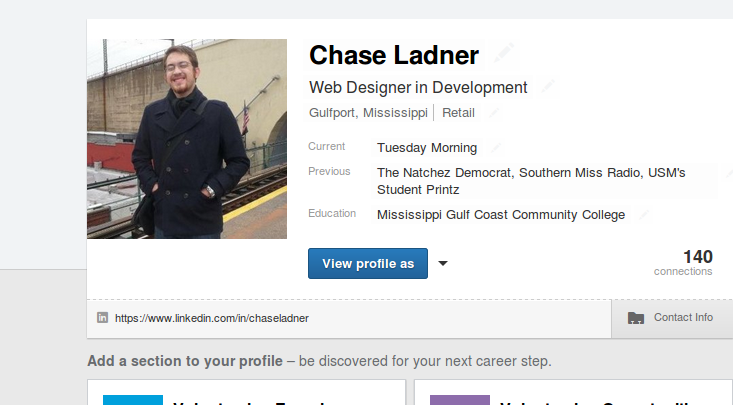 Chase Ladner
Web Designer in Development
Gulfport, Mississippi | Retail
Current Tuesday Morning
Previous The Natchez Democrat, Southern Miss Radio, USM's
Student Printz
Education Mississippi Gulf Coast Community College
View profile as
140
connections
in https://www.linkedin.com/in/chaseladner
Contact Info
Add a section to your profile – be discovered for your next career step.